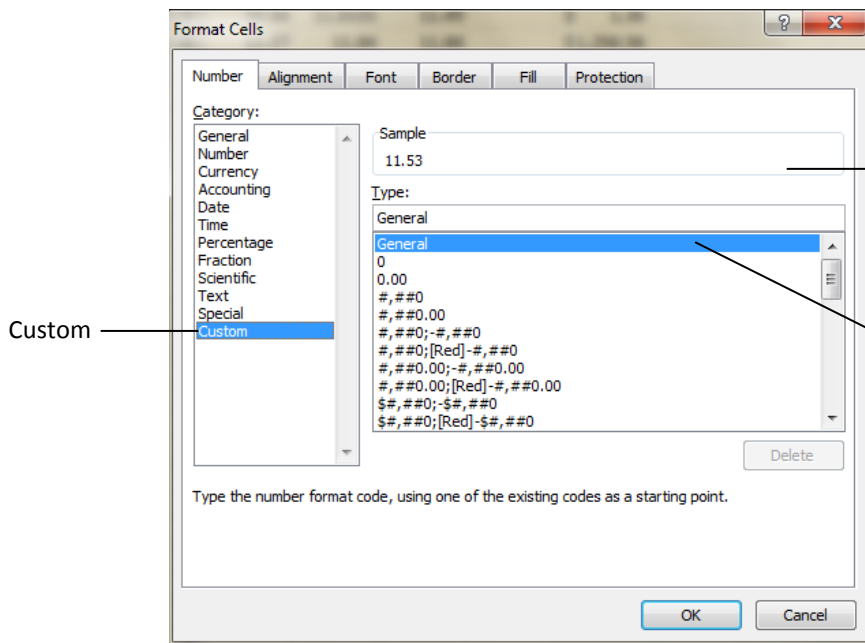 Format Cells
Number Alignment Font Border Fill Protection
Category:
General
Number
Currency
Accounting
Date
Time
Percentage
Fraction
Scientific
Text
Special
Custom
Sample
11.53
Type:
General
General
0
0.00
#,##0
#,##0.00
#,##0;-#,##0
#,##0;[Red]-#,##0
#,##0.00;-#,##0.00
#,##0.00;[Red]-#,##0.00
$#,##0;-$#,##0
$#,##0;[Red]-$#,##0
Delete
Type the number format code, using one of the existing codes as a starting point.
OK Cancel
Custom